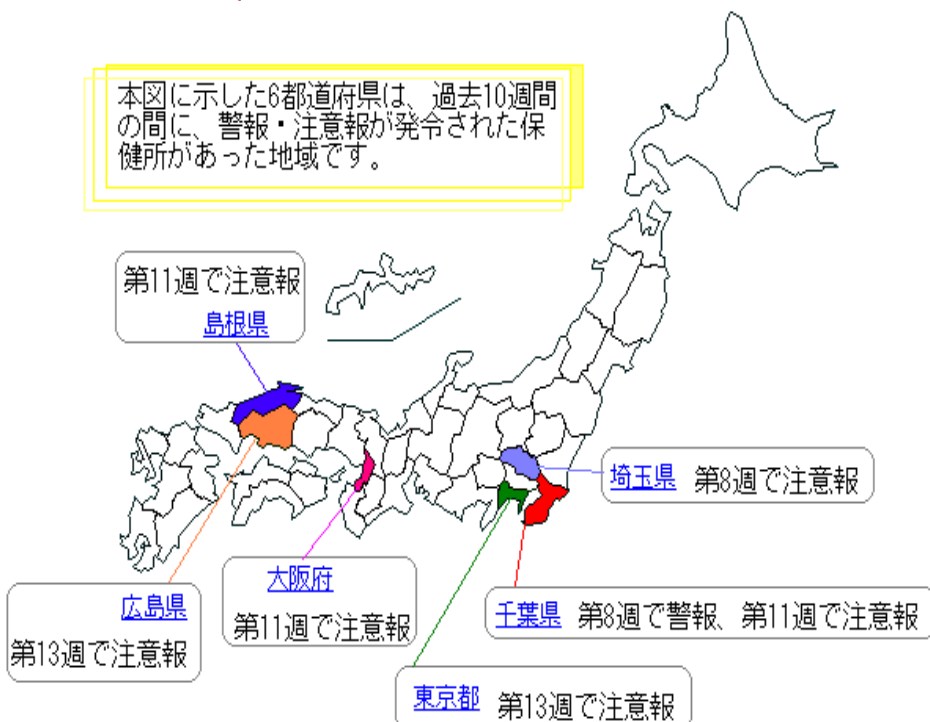 本図に示した6都道府県は、過去10週間
の間に、警報・注意報が発令された保
健所があった地域です。
第11週で注意報
島根県
埼玉県 第8週で注意報
大阪府
第11週で注意報
広島県
第13週で注意報
千葉県 第8週で警報、第11週で注意報
東京都 第13週で注意報